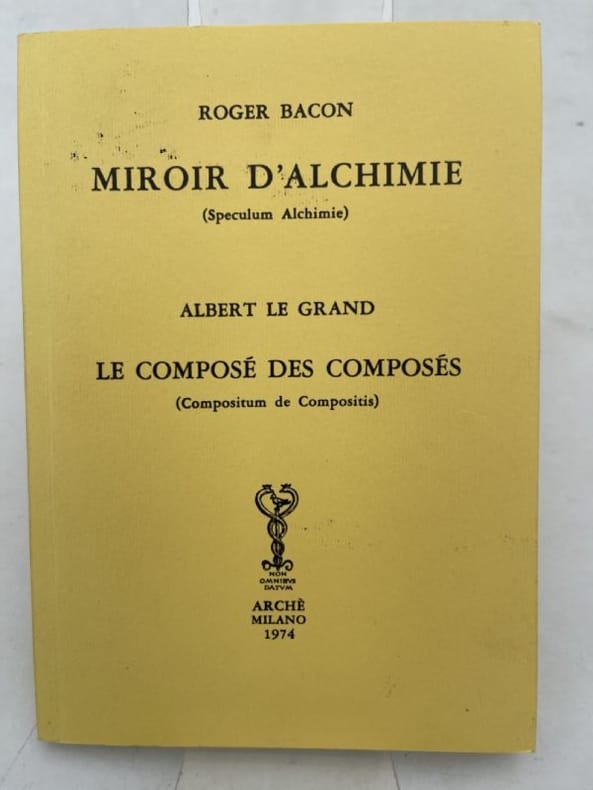 ROGER BACON
MIROIR D'ALCHIMIE
(Speculum Alchimie)
ALBERT LE GRAND
LE COMPOSÉ DES COMPOSÉS
(Compositum de Compositis)
NON
OMNIBVS
DATVM
ARCHÈ
MILANO
1974